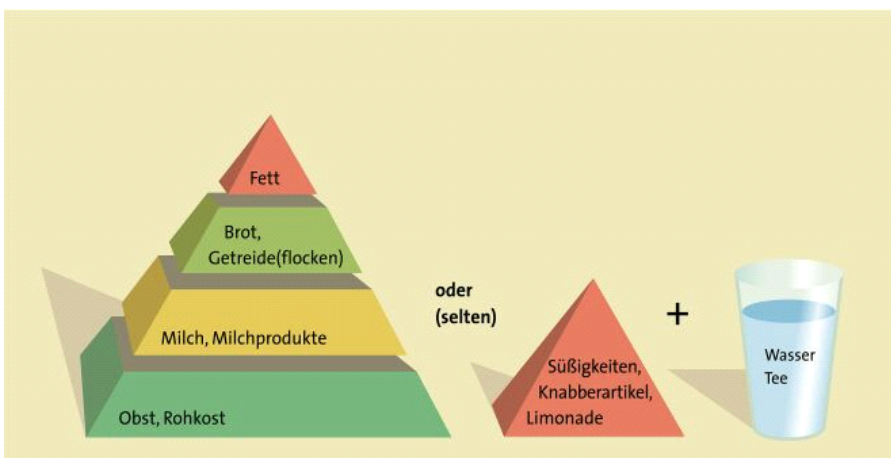 Fett
Brot,
Getreide(flocken)
Milch, Milchprodukte
Obst, Rohkost
oder
(selten)
Süßigkeiten,
Knabberartikel,
Limonade
+
Wasser
Tee